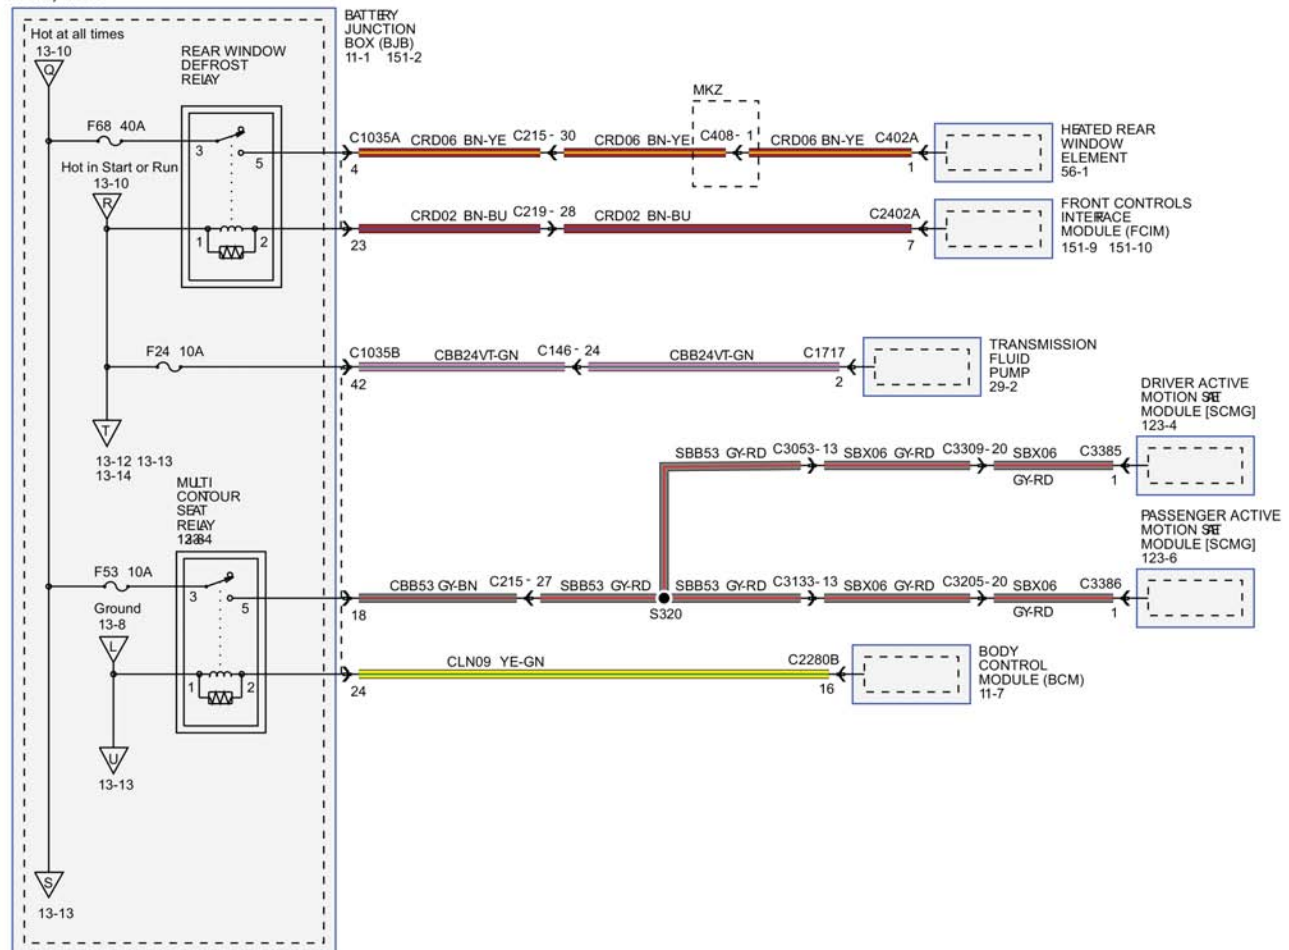 BATTERY
JUNCTION
BOX (BJB)
11-1 151-2
Hot at all times
13-10
Q
REAR WINDOW
DEFROST
RELAY
F68 40A
3
5
Hot in Start or Run
13-10
R
1
2
C1035A
4
CRD06 BN-YE
C215 - 30
CRD06 BN-YE
MKZ
C408 - 1
CRD06 BN-YE
C402A
1
HEATED REAR
WINDOW
ELEMENT
56-1
23
CRD02 BN-BU
C219 - 28
CRD02 BN-BU
C2402A
7
FRONT CONTROLS
INTERACE
MODULE (FCIM)
151-9 151-10
F24 10A
C1035B
42
CBB24VT-GN
C146 - 24
CBB24VT-GN
C1717
2
TRANSMISSION
FLUID
PUMP
29-2
T
13-12 13-13
13-14
DRIVER ACTIVE
MOTION
MODULE [SCMG]
123-4
SBB53 GY-RD
C3053-13
SBX06 GY-RD
C3309-20
SBX06
GY-RD
C3385
1
MULTI
CONTOUR
SEAT
RELAY
F53 10A
3
5
Ground
13-8
L
1
2
18
CBB53 GY-BN
C215 - 27
SBB53 GY-RD
S320
SBB53 GY-RD
C3133-13
SBX06 GY-RD
C3205-20
SBX06
GY-RD
C3386
1
PASSENGER ACTIVE
MOTION
MODULE [SCMG]
123-6
24
CLN09 YE-GN
C2280B
16
BODY
CONTROL
MODULE (BCM)
11-7
U
13-13
S
13-13